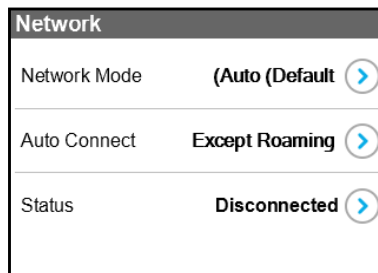 Network
Network Mode (Auto (Default
Auto Connect Except Roaming
Status Disconnected